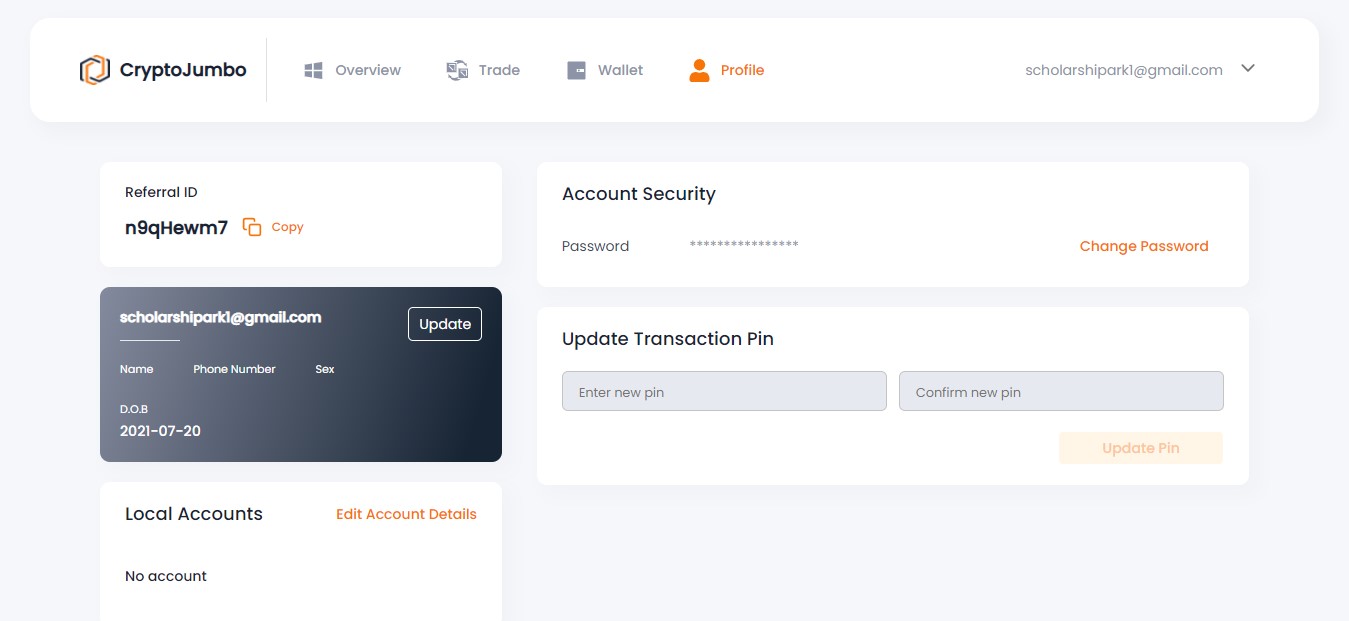 CryptoJumbo
Overview
Trade
Wallet
Profile
scholarshipark1@gmail.com
Referral ID
n9qHewm7 Copy
scholarshipark1@gmail.com
Update
Name Phone Number Sex
D.O.B
2021-07-20
Local Accounts
Edit Account Details
No account
Account Security
Password **************** Change Password
Update Transaction Pin
Enter new pin
Confirm new pin
Update Pin